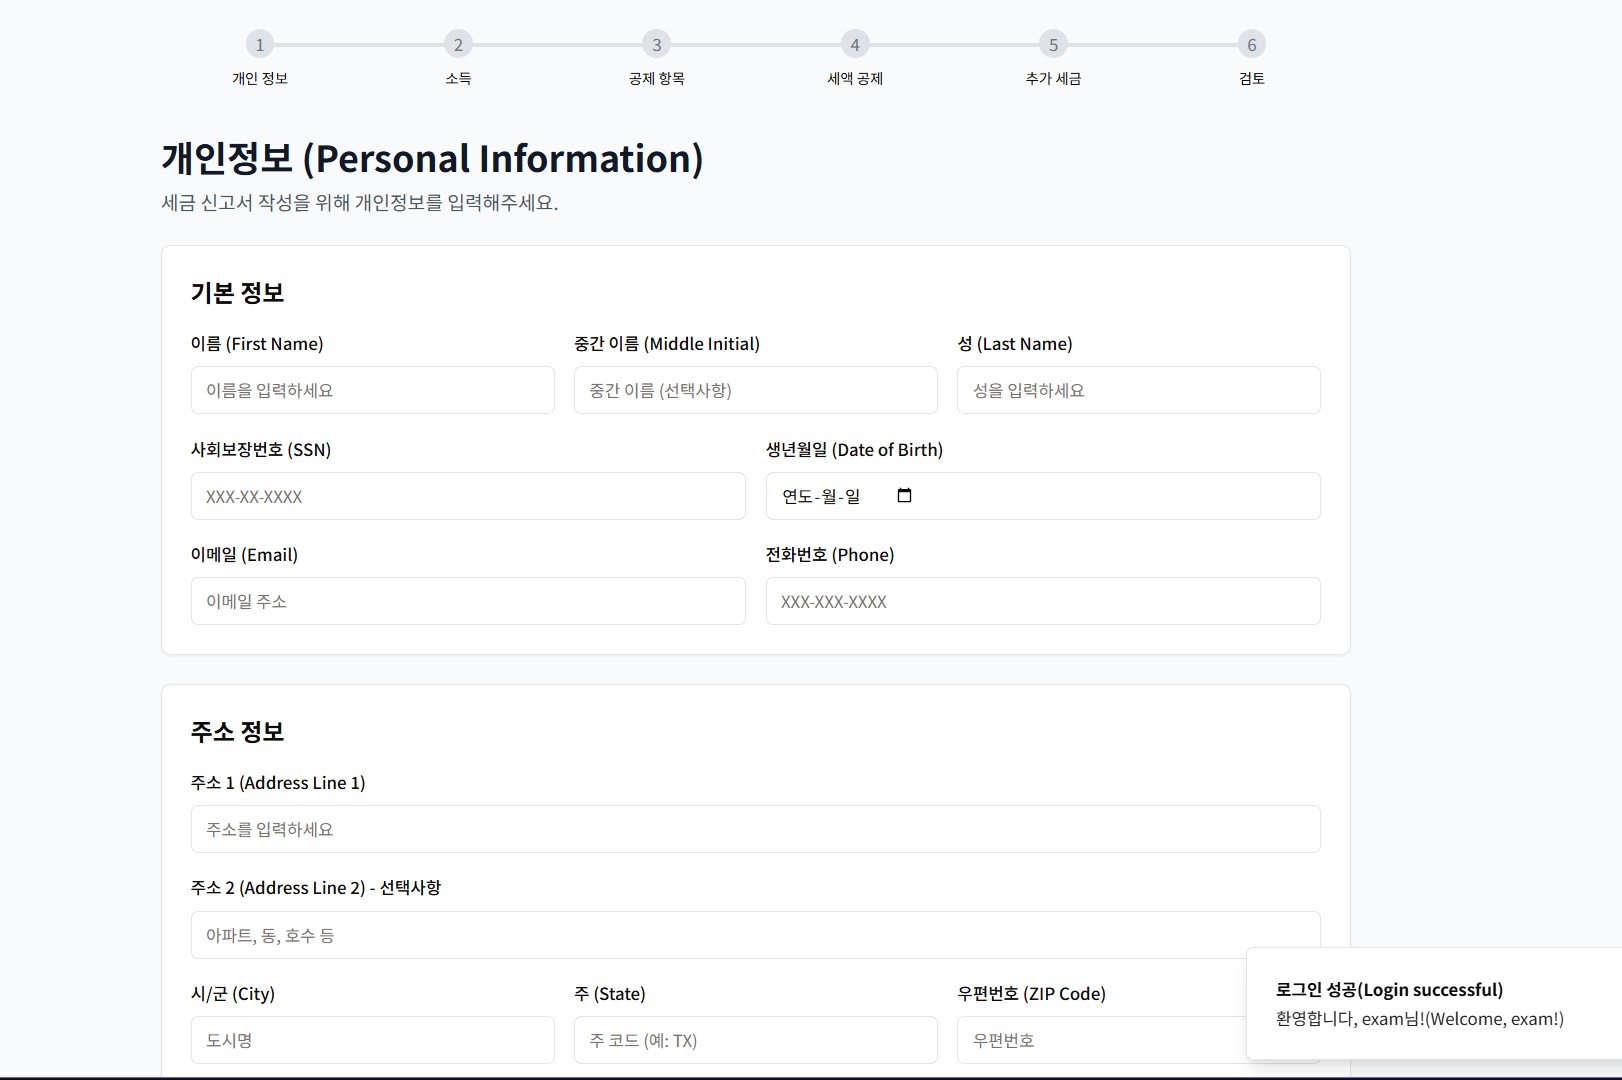 1 2 3 4 5 6
개인 정보 소득 공제 항목 세액 공제 추가 세금 검토
개인정보 (Personal Information)
세금 신고서 작성을 위해 개인정보를 입력해주세요.
기본 정보
이름 (First Name) 중간 이름 (Middle Initial) 성 (Last Name)
이름을 입력하세요 중간 이름 (선택사항) 성을 입력하세요
사회보장번호 (SSN) 생년월일 (Date of Birth)
XXX-XX-XXXX 연도-월-일
이메일 (Email) 전화번호 (Phone)
이메일 주소 XXX-XXX-XXXX
주소 정보
주소 1 (Address Line 1)
주소를 입력하세요
주소 2 (Address Line 2) - 선택사항
아파트, 동, 호수 등
시/군 (City) 주 (State) 우편번호 (ZIP Code)
도시명 주 코드 (예: TX) 우편번호
로그인 성공(Login successful)
환영합니다, exam님!(Welcome, exam!)